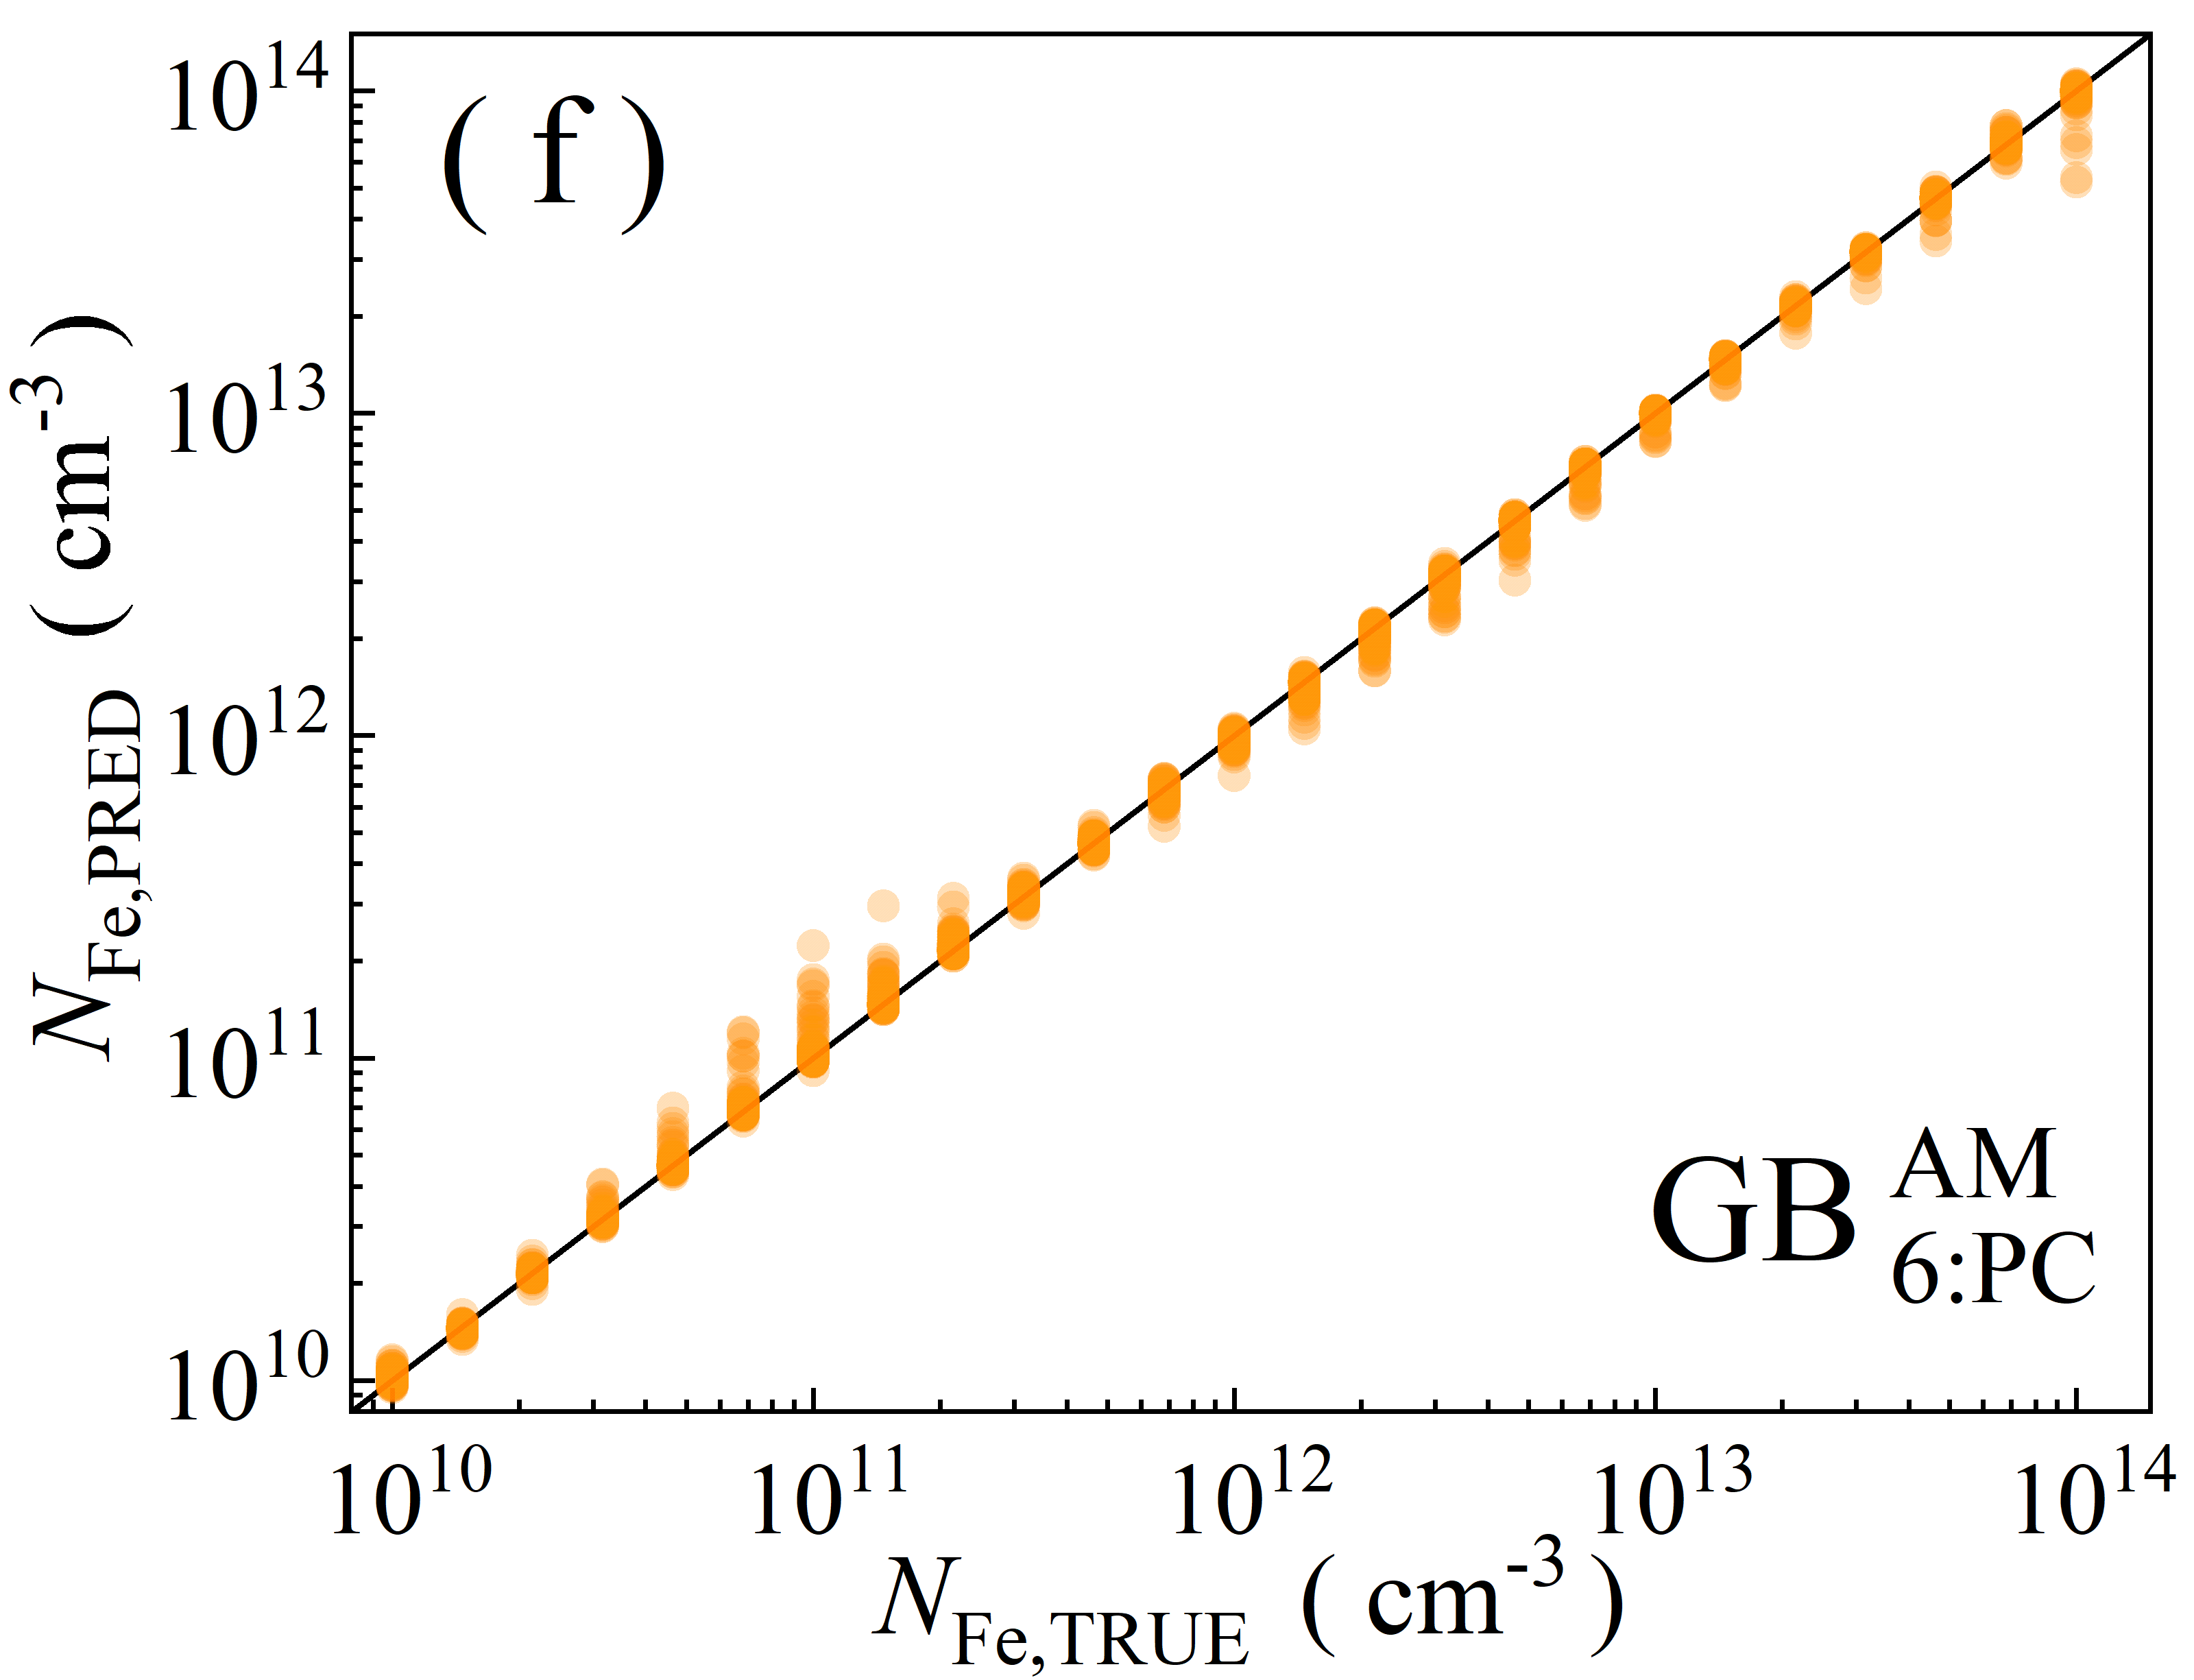 ( f )
10^14
10^13
10^12
10^11
10^10
N_Fe,PRED ( cm^-3 )
GB AM
6:PC
10^10 10^11 10^12 10^13 10^14
N_Fe,TRUE ( cm^-3 )